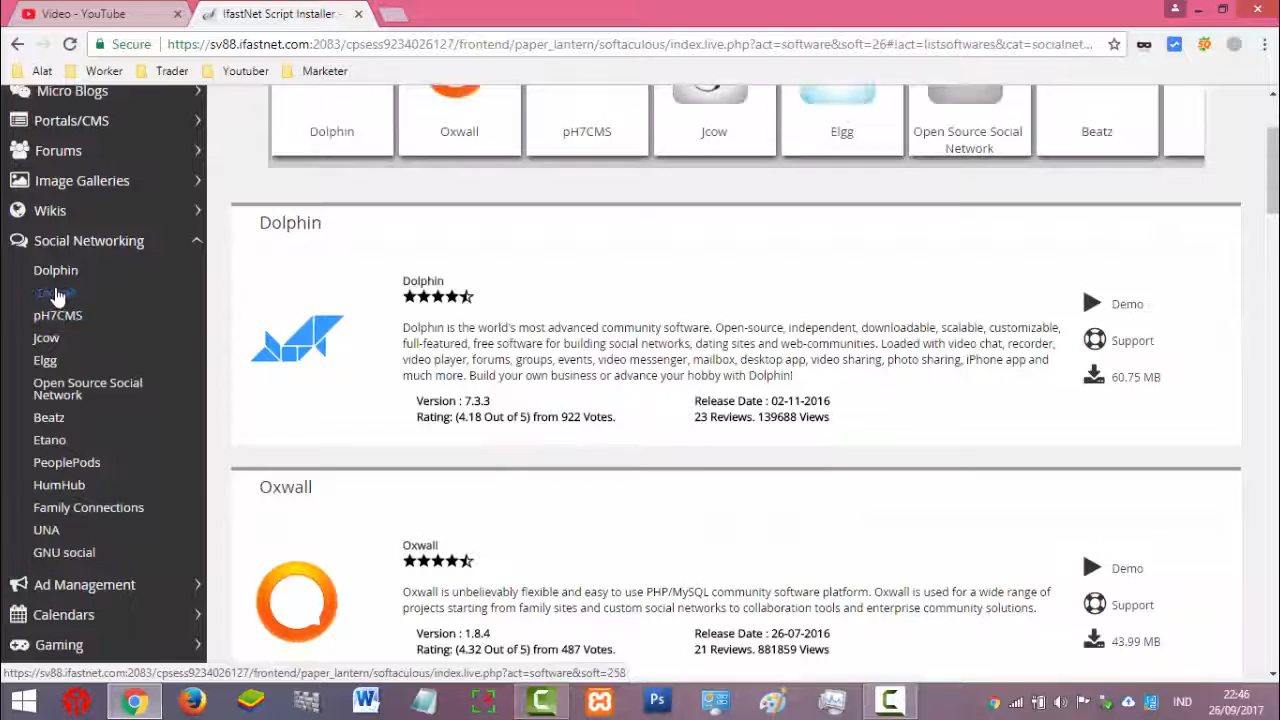 Video - YouTube
IfastNet Script Installer -
Secure
https://sv88.ifastnet.com:2083/cpsess9234026127/frontend/paper_lantern/softaculous/index.live.php?act=software&soft=26#!act=listsoftwares&cat=socialnet...
Alat
Worker
Trader
Youtuber
Marketer
Micro Blogs
Portals/CMS
Forums
Image Galleries
Wikis
Social Networking
Dolphin
pH7CMS
Jcow
Elgg
Open Source Social
Network
Beatz
Etano
PeoplePods
HumHub
Family Connections
UNA
GNU social
Ad Management
Calendars
Gaming
Dolphin
Oxwall
pH7CMS
Jcow
Elgg
Open Source Social
Network
Beatz
Dolphin
Dolphin
Dolphin is the world's most advanced community software. Open-source, independent, downloadable, scalable, customizable,
full-featured, free software for building social networks, dating sites and web-communities. Loaded with video chat, recorder,
video player, forums, groups, events, video messenger, mailbox, desktop app, video sharing, photo sharing, iPhone app and
much more. Build your own business or advance your hobby with Dolphin!
Version : 7.3.3
Release Date : 02-11-2016
Rating: (4.18 Out of 5) from 922 Votes.
23 Reviews. 139688 Views
Demo
Support
60.75 MB
Oxwall
Oxwall
Oxwall is unbelievably flexible and easy to use PHP/MySQL community software platform. Oxwall is used for a wide range of
projects starting from family sites and custom social networks to collaboration tools and enterprise community solutions.
Version : 1.8.4
Release Date : 26-07-2016
Rating: (4.32 Out of 5) from 487 Votes.
21 Reviews. 881859 Views
Demo
Support
43.99 MB
https://sv88.ifastnet.com:2083/cpsess9234026127/frontend/paper_lantern/softaculous/index.live.php?act=software&soft=258
Ps
IND
22:46
26/09/2017